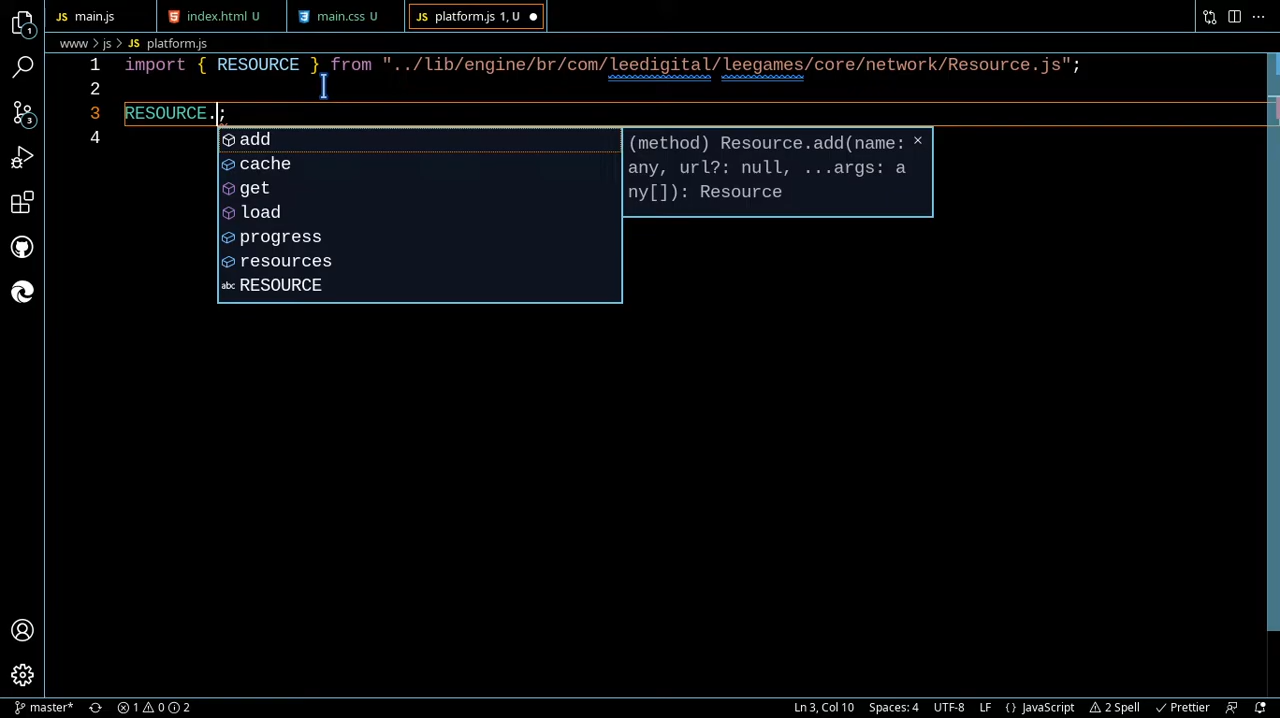 main.js index.html U main.css U platform.js 1, U
www > js > JS platform.js
1 import { RESOURCE } from "../lib/engine/br/com/leedigital/leegames/core/network/Resource.js";
2
3 RESOURCE.;
4
add
cache
get
load
progress
resources
abc RESOURCE
(method) Resource.add(name:
any, url?: null, ...args: a
ny[]): Resource
master* 1 0 2 Ln 3, Col 10 Spaces: 4 UTF-8 LF {} JavaScript 2 Spell Prettier